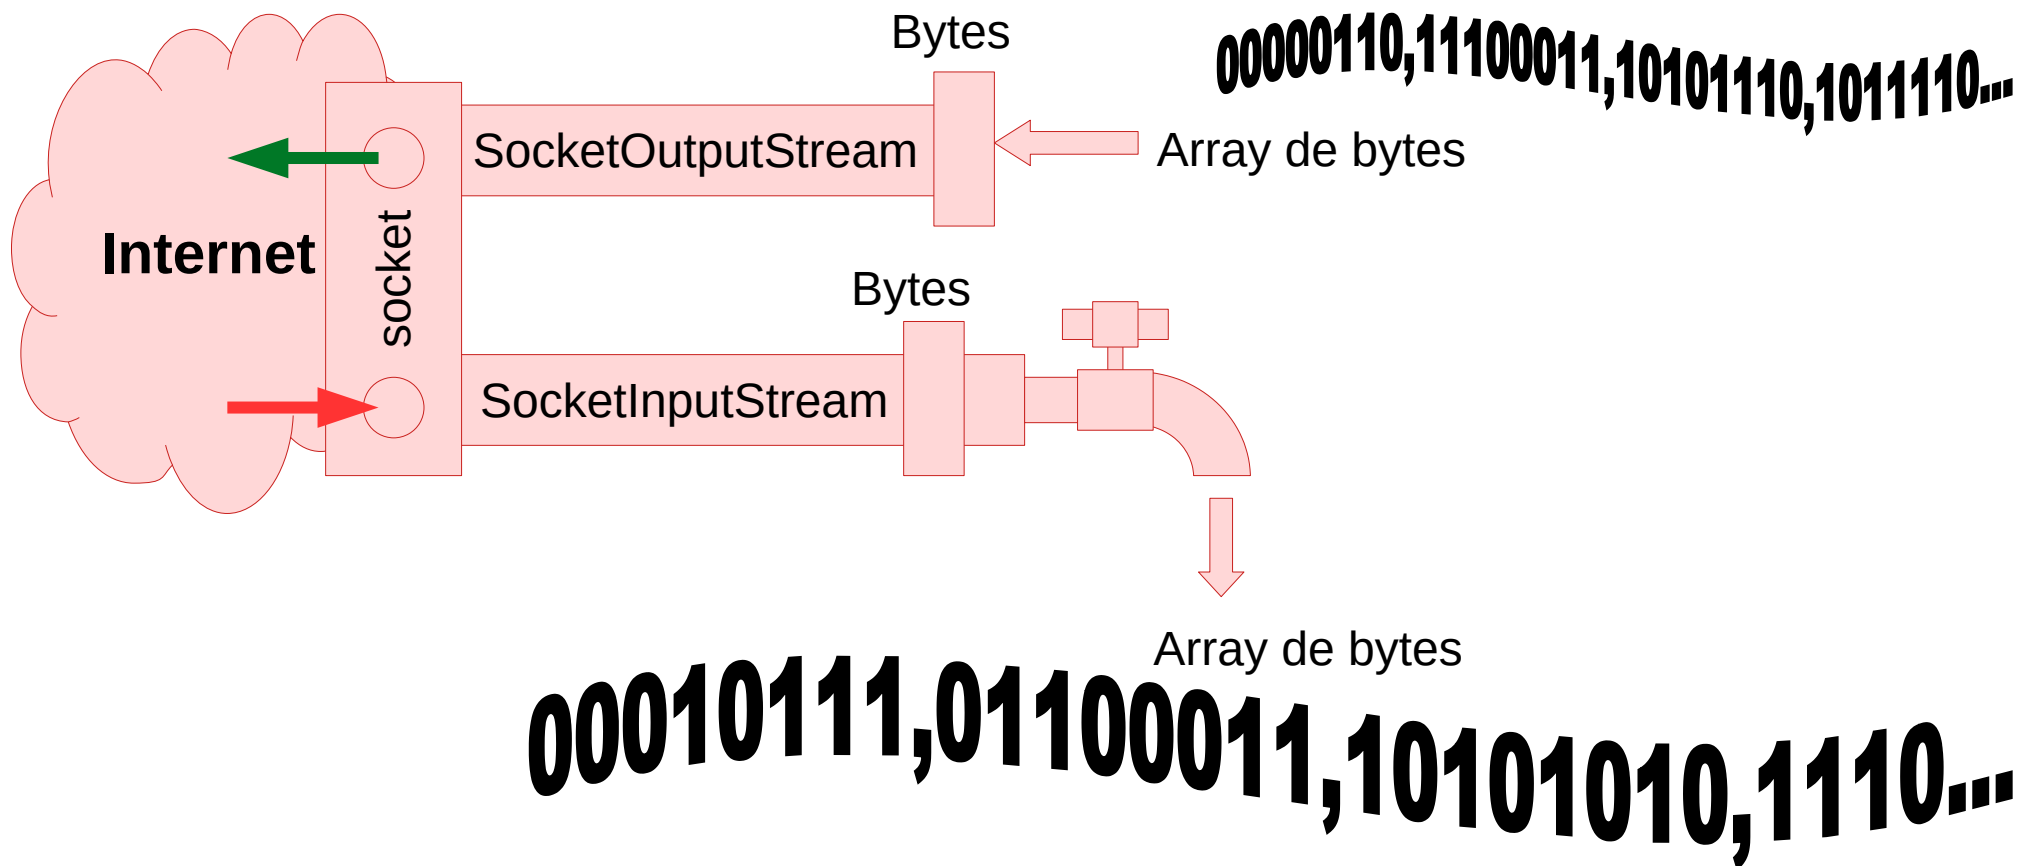 Bytes
00000110,11100011,10101110,1011110...
SocketOutputStream
Array de bytes
Internet
socket
Bytes
SocketInputStream
Array de bytes
00010111,01100011,10101010,1110...